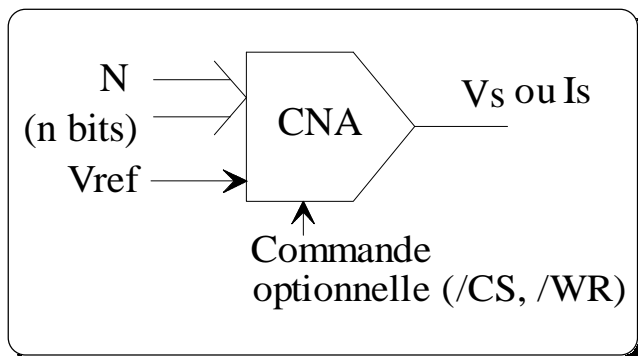 N
(n bits)
Vref
CNA
Vs ou Is
Commande
optionnelle (/CS, /WR)